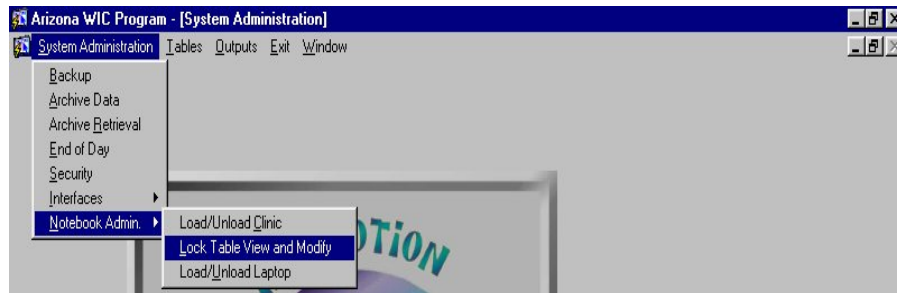 Arizona WIC Program - [System Administration]
System Administration Tables Outputs Exit Window
Backup
Archive Data
Archive Retrieval
End of Day
Security
Interfaces
Notebook Admin.
Load/Unload Clinic
Lock Table View and Modify
Load/Unload Laptop